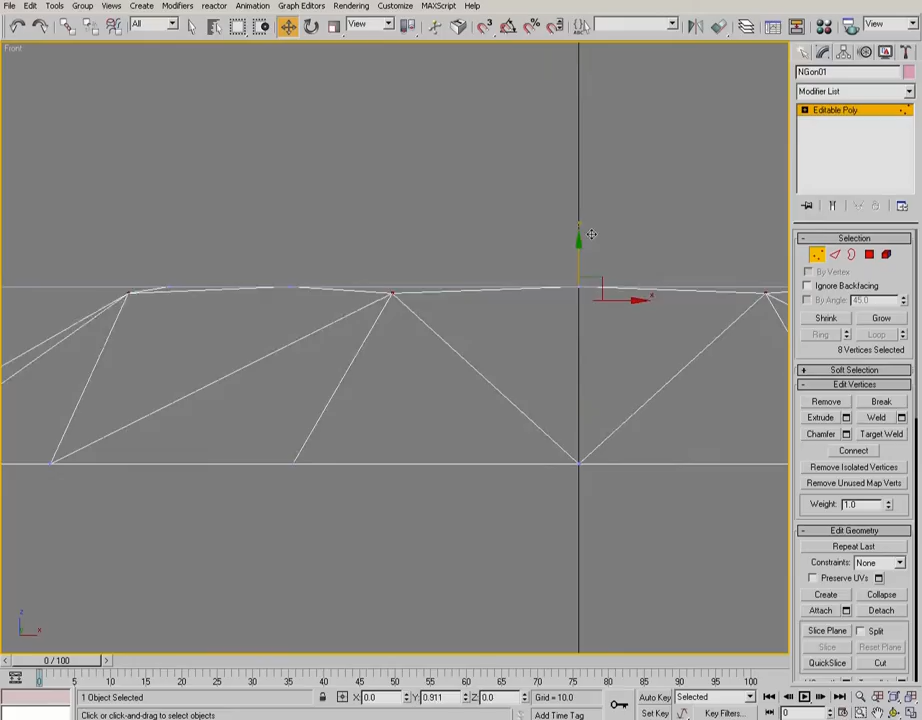 File Edit Tools Group Views Create Modifiers reactor Animation Graph Editors Rendering Customize MAXScript Help
All View View
Front
NGon01
Modifier List
Editable Poly
Selection
By Vertex
Ignore Backfacing
By Angle: 45.0
Shrink Grow
Ring Loop
8 Vertices Selected
Soft Selection
Edit Vertices
Remove Break
Extrude Weld
Chamfer Target Weld
Connect
Remove Isolated Vertices
Remove Unused Map Verts
Weight: 1.0
Edit Geometry
Repeat Last
Constraints: None
Preserve UVs
Create Collapse
Attach Detach
Slice Plane Split
Slice Reset Plane
QuickSlice Cut
z
x
x
0 / 100
0 5 10 15 20 25 30 35 40 45 50 55 60 65 70 75 80 85 90 95 100
1 Object Selected X: 0.0 Y: 0.911 Z: 0.0 Grid = 10.0 Auto Key Selected
Click or click-and-drag to select objects Add Time Tag Set Key Key Filters... 0